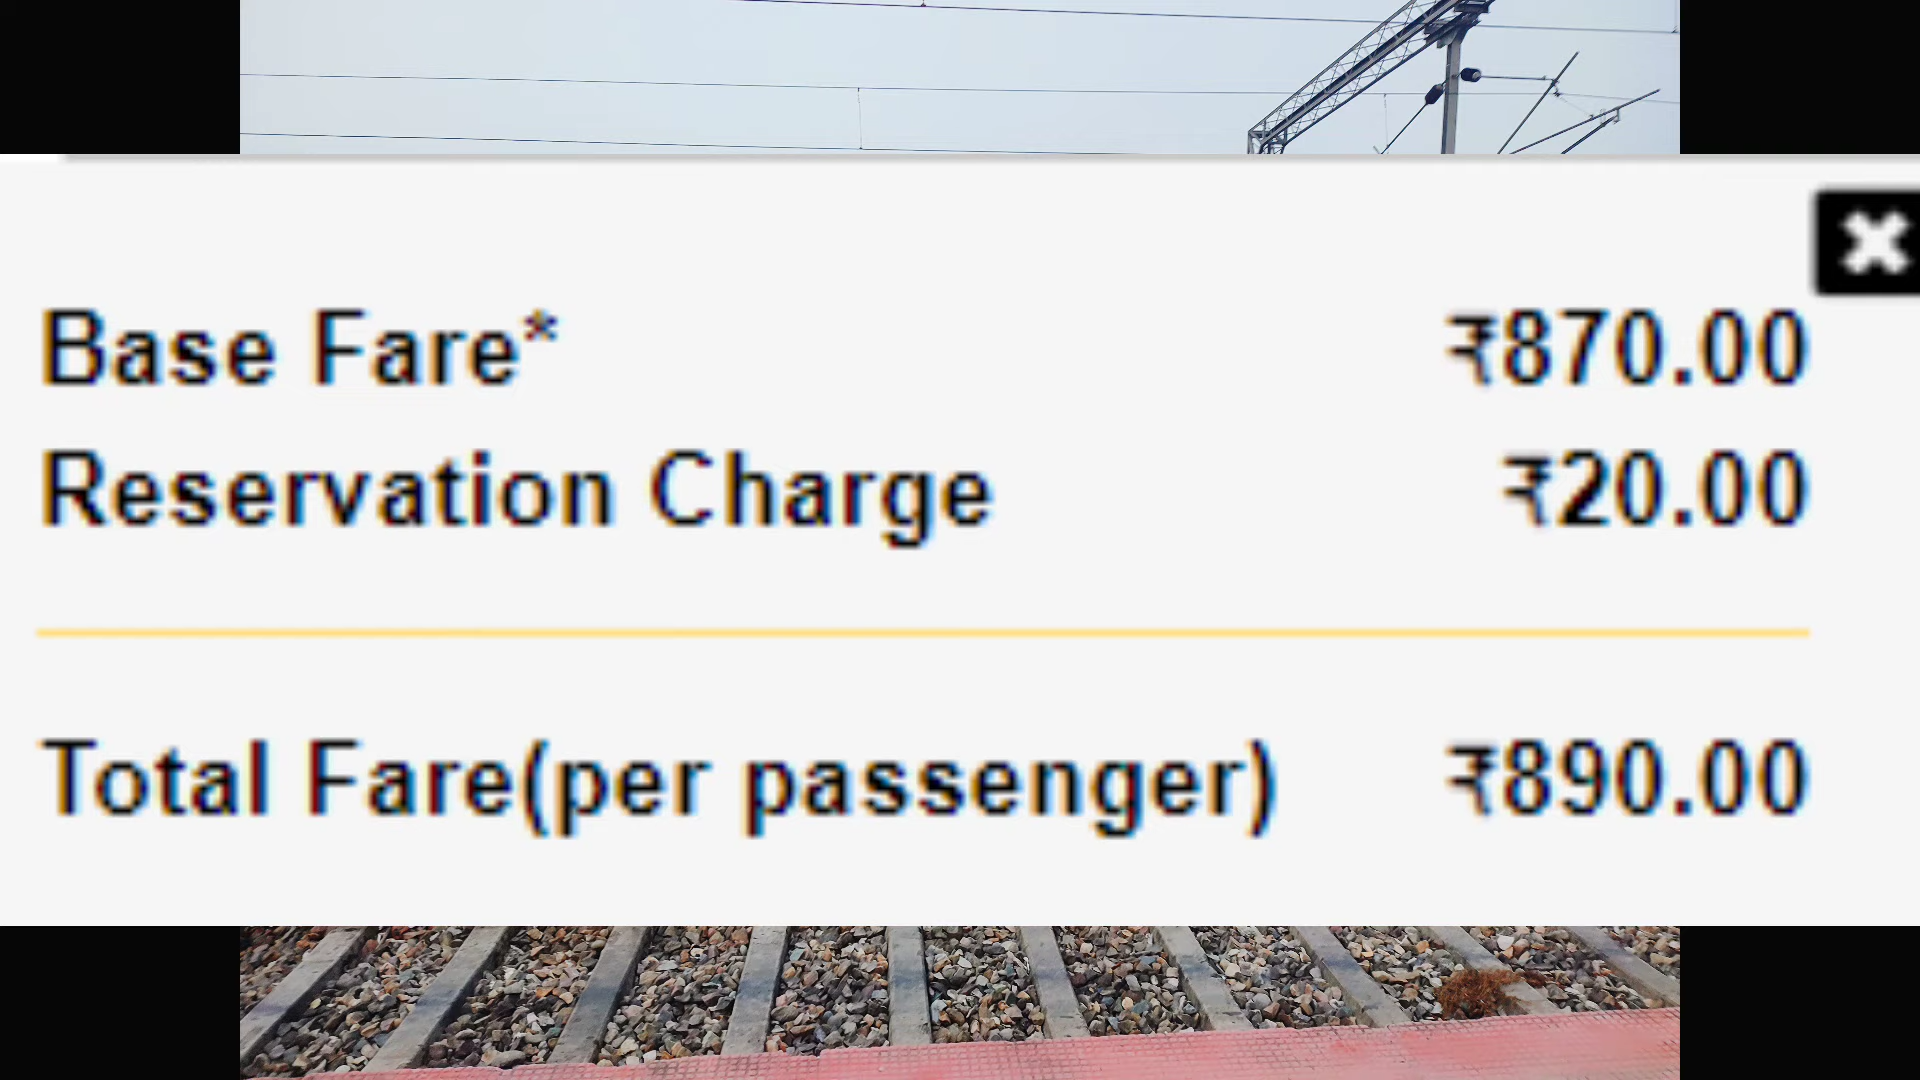 Base Fare* ₹870.00
Reservation Charge ₹20.00
Total Fare(per passenger) ₹890.00